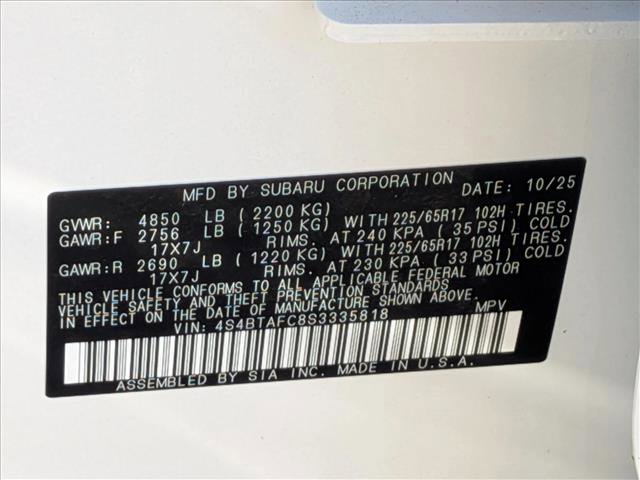 MFD BY SUBARU CORPORATION DATE: 10/25
GVWR: 4850 LB ( 2200 KG)
GAWR:F 2756 LB ( 1250 KG) WITH 225/65R17 102H TIRES.
17X7J RIMS. AT 240 KPA ( 35 PSI) COLD
GAWR:R 2690 LB ( 1220 KG) WITH 225/65R17 102H TIRES.
17X7J RIMS. AT 230 KPA ( 33 PSI) COLD
THIS VEHICLE CONFORMS TO ALL APPLICABLE FEDERAL MOTOR
VEHICLE SAFETY AND THEFT PREVENTION STANDARDS
IN EFFECT ON THE DATE OF MANUFACTURE SHOWN ABOVE.
VIN: 4S4BTAFC8S3335818 MPV
ASSEMBLED BY SIA INC. MADE IN U.S.A.